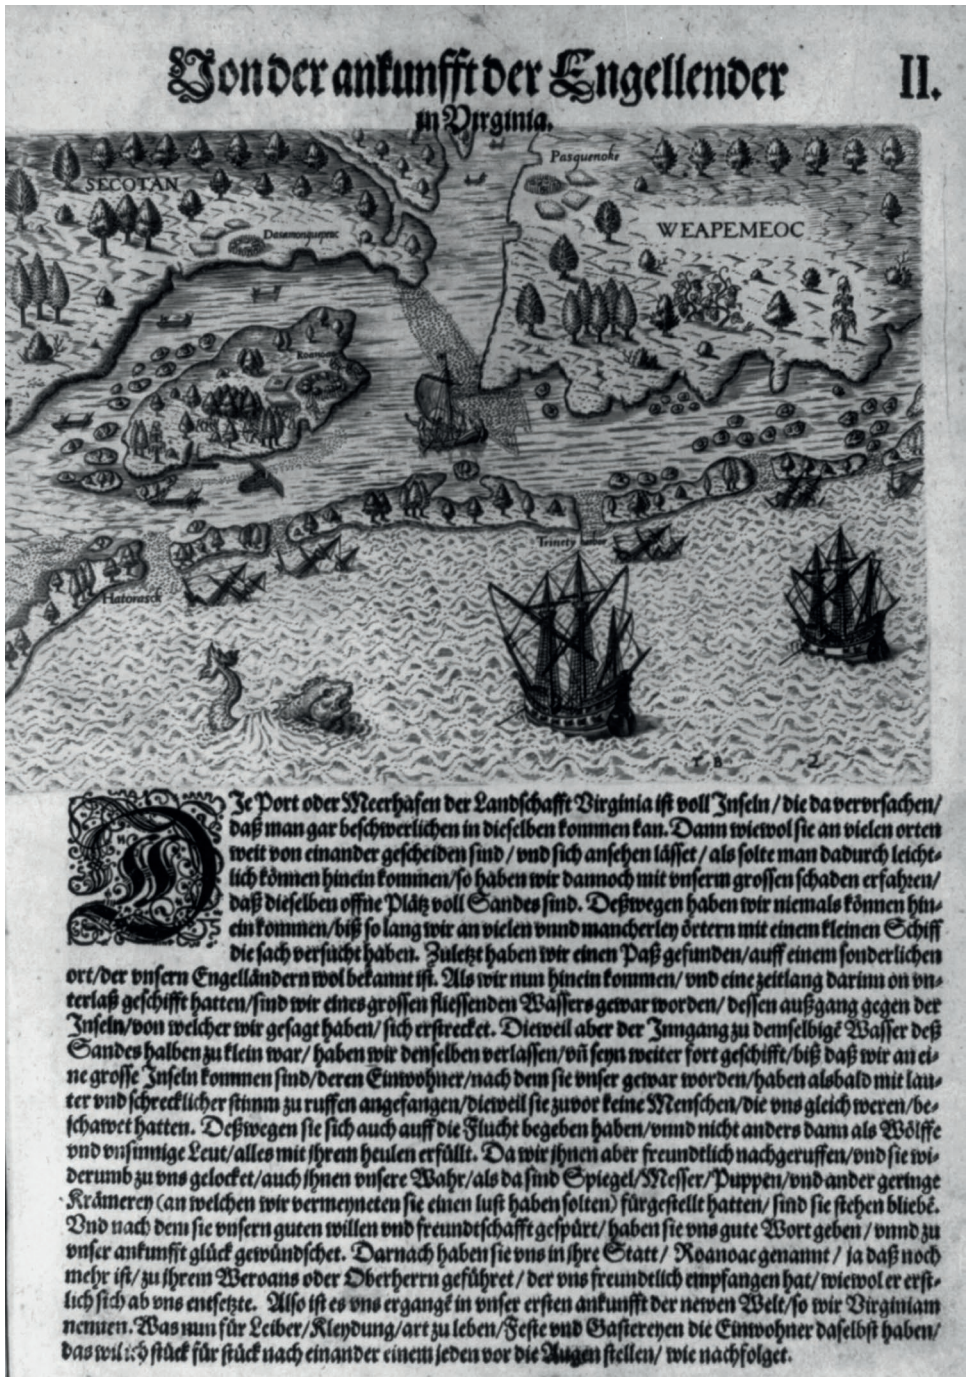 Von der ankunfft der Engellender
II.
in Virginia.
Pasquenoke
SECOTAN
WEAPEMEOC
Dasemonquepeuc
Roanoac
Trinety harbor
Hatorasck
T B 2
DJe Port oder Meerhafen der Landschafft Virginia ist voll Jnseln / die da vervrsachen /
daß man gar beschwerlichen in dieselben kommen kan. Dann wiewol sie an vielen orten
weit von einander gescheiden sind / vnd sich ansehen lässet / als solte man dadurch leicht-
lich können hinein kommen / so haben wir dannoch mit vnserm grossen schaden erfahren /
daß dieselben offne Plätz voll Sandes sind. Deßwegen haben wir niemals können hin-
ein kommen / biß so lang wir an vielen vnnd mancherley örtern mit einem kleinen Schiff
die sach versucht haben. Zuletzt haben wir einen Paß gefunden / auff einem sonderlichen
ort / der vnsern Engelländern wol bekannt ist. Als wir nun hinein kommen / vnd eine zeitlang darinn on vn-
terlaß geschifft hatten / sind wir eines grossen fliessenden Wassers gewar worden / dessen außgang gegen der
Jnseln / von welcher wir gesagt haben / sich erstrecket. Dieweil aber der Jnngang zu demselbigē Wasser deß
Sandes halben zu klein war / haben wir denselben verlassen / vñ seyn weiter fort geschifft / biß daß wir an ei-
ne grosse Jnseln kommen sind / deren Einwohner / nach dem sie vnser gewar worden / haben alsbald mit lau-
ter vnd schrecklicher stimm zu ruffen angefangen / dieweil sie zuvor keine Menschen / die vns gleich weren / be-
schawet hatten. Deßwegen sie sich auch auff die Flucht begeben haben / vnnd nicht anders dann als Wölffe
vnd vnsinnige Leut / alles mit jhrem heulen erfüllt. Da wir jhnen aber freundtlich nachgeruffen / vnd sie wi-
derumb zu vns gelocket / auch jhnen vnsere Wahr / als da sind Spiegel / Messer / Puppen / vnd ander geringe
Krämerey (an welchen wir vermeyneten sie einen lust haben solten) fürgestellt hatten / sind sie stehen bliebē.
Vnd nach dem sie vnsern guten willen vnd freundtschafft gespürt / haben sie vns gute Wort geben / vnnd zu
vnser ankunfft glück gewündschet. Darnach haben sie vns in jhre Statt / Roanoac genannt / ja daß noch
mehr ist / zu jhrem Weroans oder Oberherrn geführet / der vns freundtlich empfangen hat / wiewol er erst-
lich sich ab vns entsetzte. Also ist es vns ergangē in vnser ersten ankunfft der newen Welt / so wir Virginiam
nennen. Was nun für Leiber / Kleydung / art zu leben / Feste vnd Gastereyen die Einwohner daselbst haben /
das wil ich stück für stück nach einander einem jeden vor die Augen stellen / wie nachfolget.